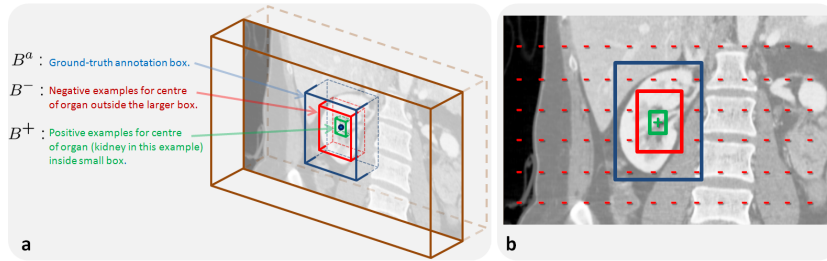 B^a : Ground-truth annotation box.
B^- : Negative examples for centre
of organ outside the larger box.
B^+ : Positive examples for centre
of organ (kidney in this example)
inside small box.
a
b